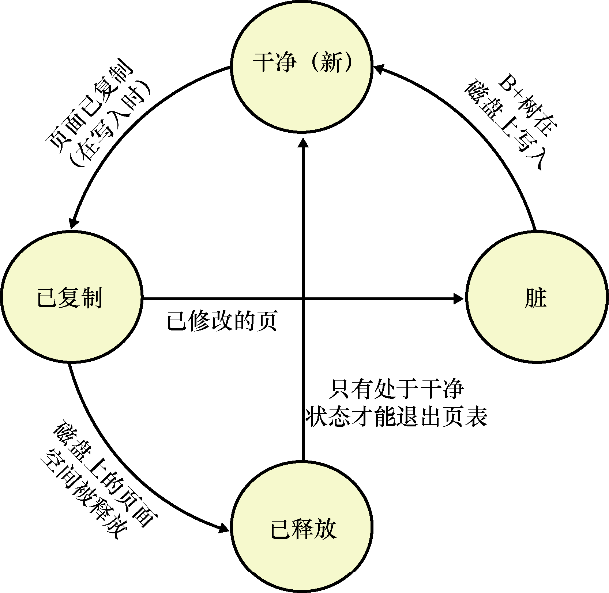 干净（新）
页面已复制
（在写入时）
B+树在
磁盘上写入
已复制
脏
已修改的页
只有处于干净
状态才能退出页表
磁盘上的页面
空间被释放
已释放